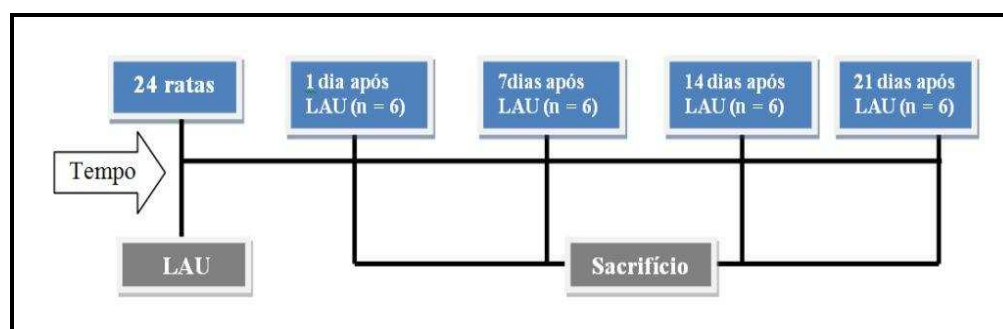 24 ratas
1 dia após
LAU (n = 6)
7dias após
LAU (n = 6)
14 dias após
LAU (n = 6)
21 dias após
LAU (n = 6)
Tempo
LAU
Sacrifício